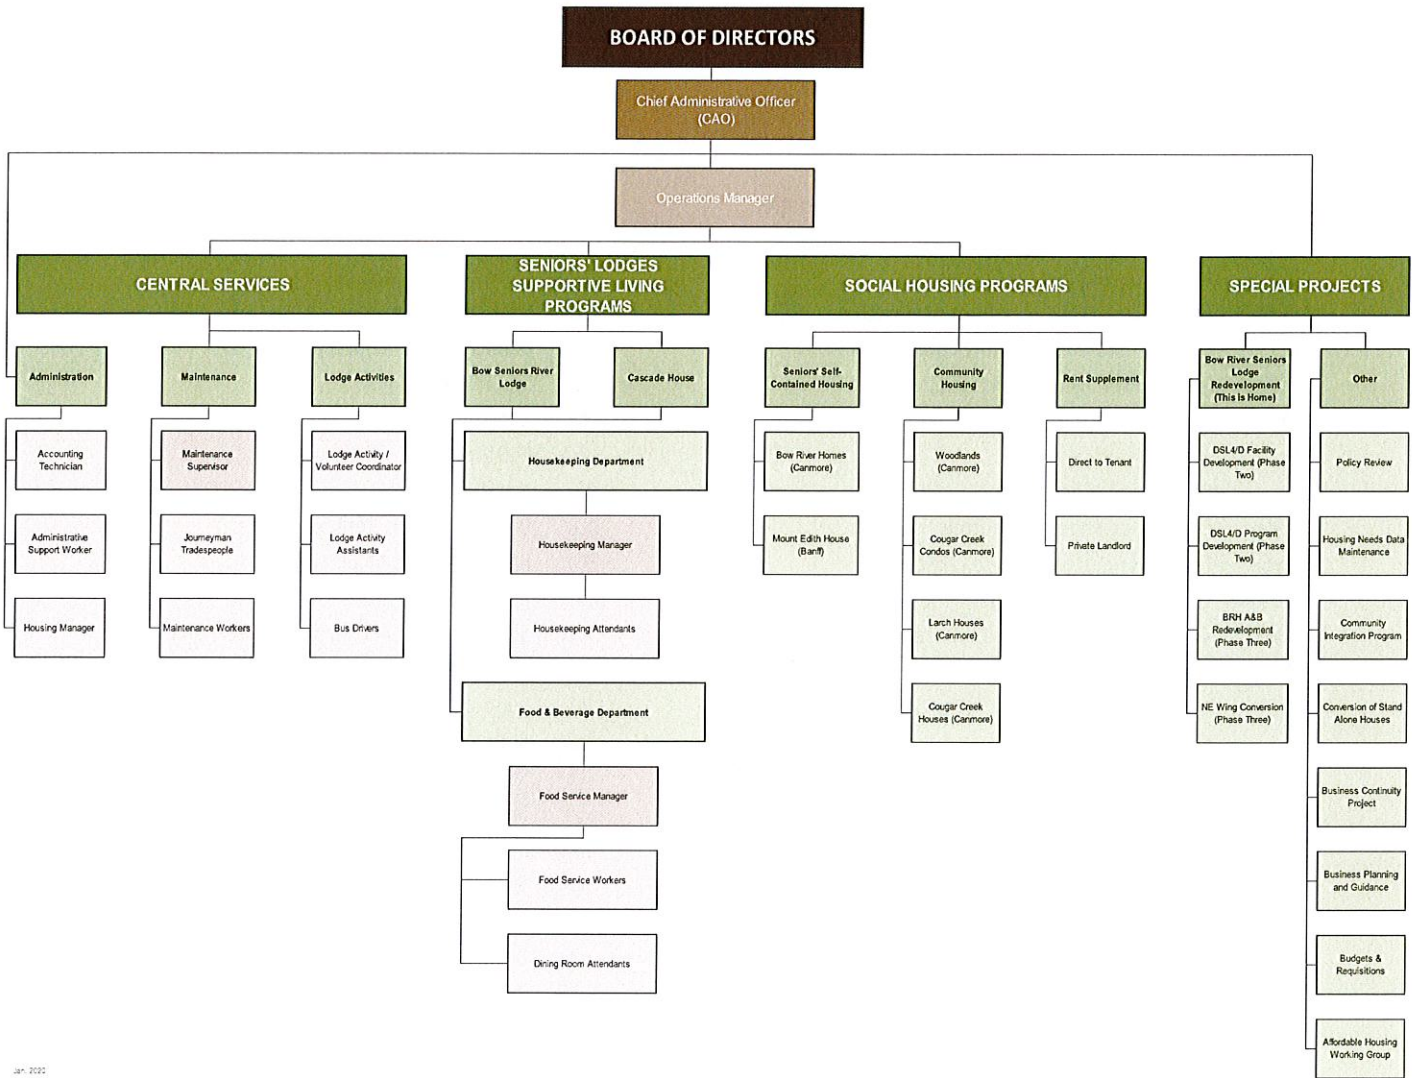 BOARD OF DIRECTORS
Chief Administrative Officer
(CAO)
Operations Manager
CENTRAL SERVICES
SENIORS' LODGES
SUPPORTIVE LIVING
PROGRAMS
SOCIAL HOUSING PROGRAMS
SPECIAL PROJECTS
Administration
Maintenance
Lodge Activities
Bow Seniors River
Lodge
Cascade House
Seniors' Self-
Contained Housing
Community
Housing
Rent Supplement
Bow River Seniors
Lodge
Redevelopment
(This Is Home)
Other
Accounting
Technician
Maintenance
Supervisor
Lodge Activity /
Volunteer Coordinator
Housekeeping Department
Bow River Homes
(Canmore)
Woodlands
(Canmore)
Direct to Tenant
DSL4/D Facility
Development (Phase
Two)
Policy Review
Administrative
Support Worker
Journeyman
Tradespeople
Lodge Activity
Assistants
Housekeeping Manager
Mount Edith House
(Banff)
Cougar Creek
Condos (Canmore)
Private Landlord
DSL4/D Program
Development (Phase
Two)
Housing Needs Data
Maintenance
Housing Manager
Maintenance Workers
Bus Drivers
Housekeeping Attendants
Larch Houses
(Canmore)
BRH A&B
Redevelopment
(Phase Three)
Community
Integration Program
Food & Beverage Department
Cougar Creek
Houses (Canmore)
NE Wing Conversion
(Phase Three)
Conversion of Stand
Alone Houses
Food Service Manager
Business Continuity
Project
Food Service Workers
Business Planning
and Guidance
Dining Room Attendants
Budgets &
Requisitions
Affordable Housing
Working Group
Jan. 2020